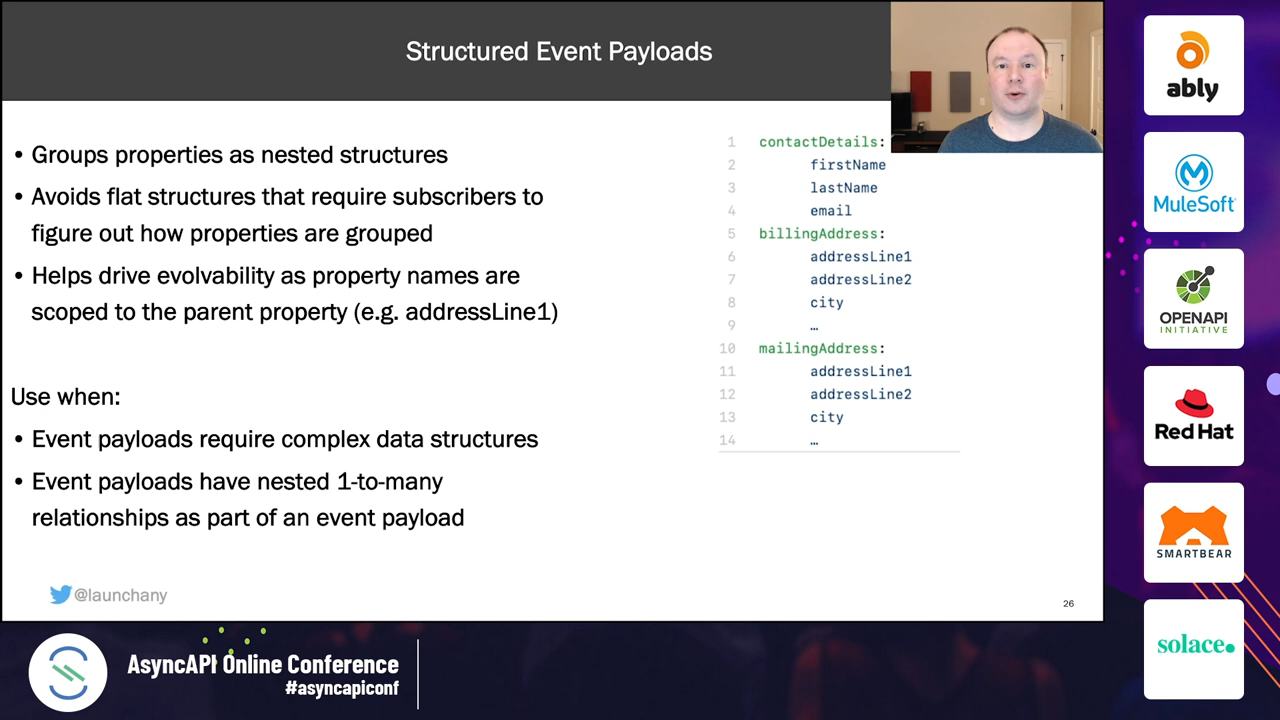 Structured Event Payloads
• Groups properties as nested structures
• Avoids flat structures that require subscribers to
figure out how properties are grouped
• Helps drive evolvability as property names are
scoped to the parent property (e.g. addressLine1)
Use when:
• Event payloads require complex data structures
• Event payloads have nested 1-to-many
relationships as part of an event payload
1 contactDetails:
2 firstName
3 lastName
4 email
5 billingAddress:
6 addressLine1
7 addressLine2
8 city
9 …
10 mailingAddress:
11 addressLine1
12 addressLine2
13 city
14 …
@launchany
26
AsyncAPI Online Conference
#asyncapiconf
ably
MuleSoft
OPENAPI
INITIATIVE
Red Hat
SMARTBEAR
solace.